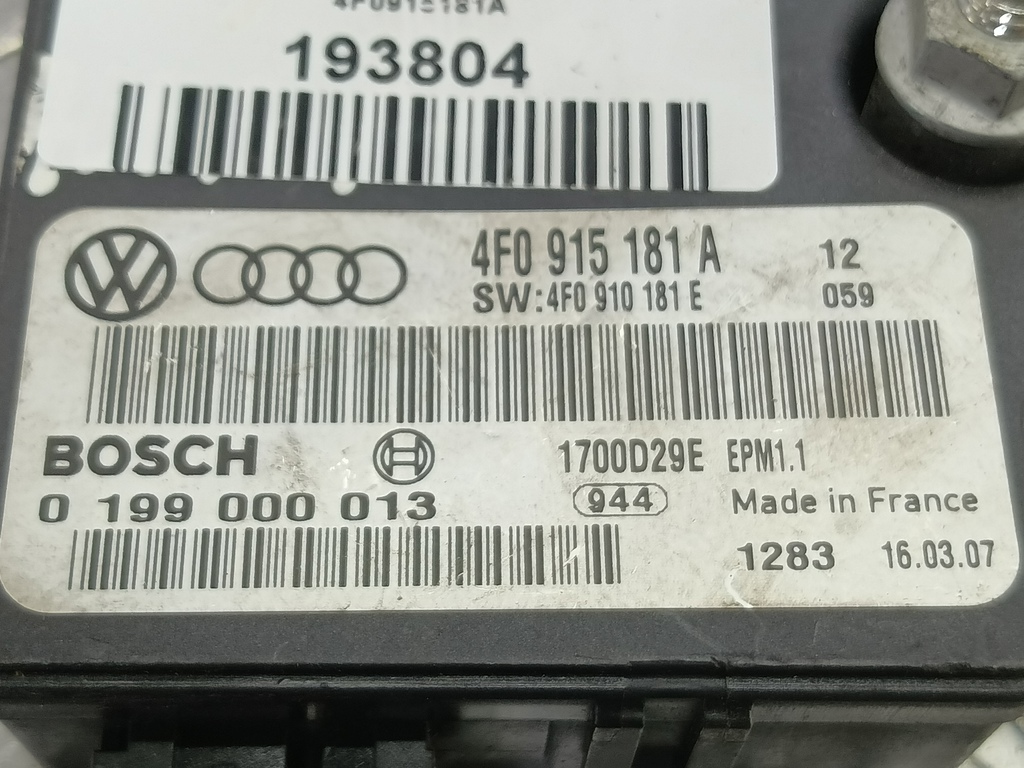 4F0915181A
193804
4F0 915 181 A 12
SW:4F0 910 181 E 059
BOSCH 1700D29E EPM1.1
0 199 000 013 944 Made in France
1283 16.03.07